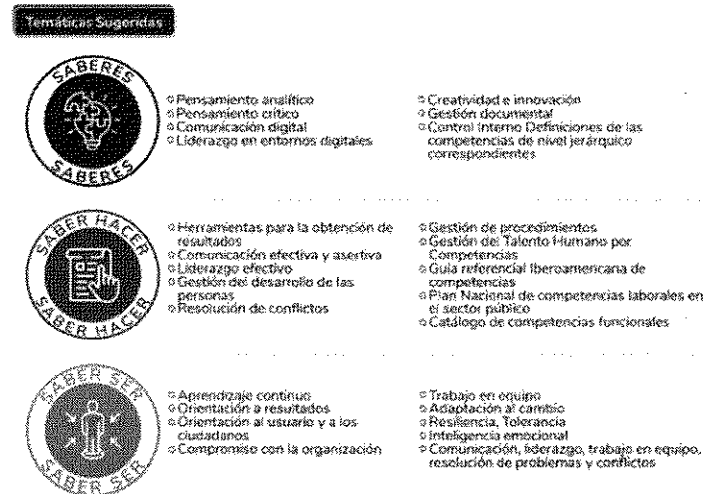 Temáticas Sugeridas
SABERES
SABERES
Pensamiento analítico
Pensamiento crítico
Comunicación digital
Liderazgo en entornos digitales
Creatividad e innovación
Gestión documental
Control Interno Definiciones de las
competencias de nivel jerárquico
correspondientes
SABER HACER
SABER HACER
Herramientas para la obtención de
resultados
Comunicación efectiva y asertiva
Liderazgo efectivo
Gestión del desarrollo de las
personas
Resolución de conflictos
Gestión de procedimientos
Gestión del Talento Humano por
Competencias
Guía referencial Iberoamericana de
competencias
Plan Nacional de competencias laborales en
el sector público
Catálogo de competencias funcionales
SABER SER
SABER SER
Aprendizaje continuo
Orientación a resultados
Orientación al usuario y a los
ciudadanos
Compromiso con la organización
Trabajo en equipo
Adaptación al cambio
Resiliencia, Tolerancia
Inteligencia emocional
Comunicación, liderazgo, trabajo en equipo,
resolución de problemas y conflictos